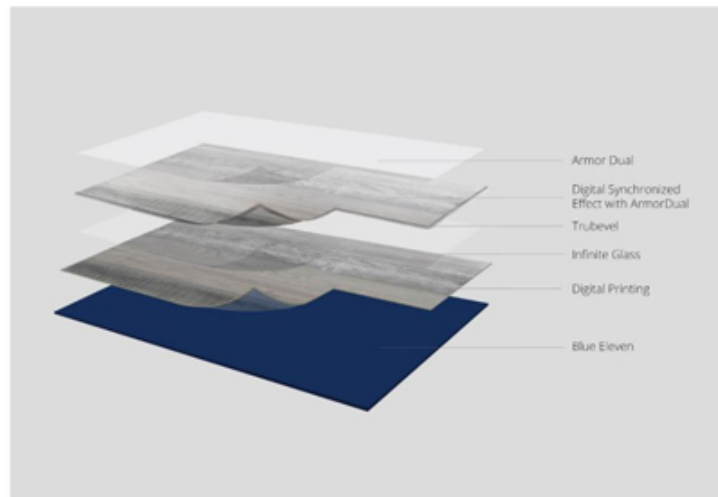 Armor Dual
Digital Synchronized
Effect with ArmorDual
Trubevel
Infinite Glass
Digital Printing
Blue Eleven